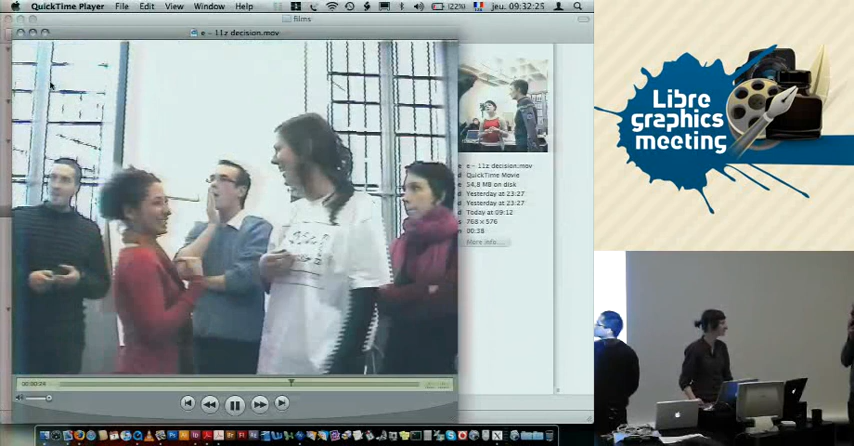 QuickTime Player File Edit View Window Help
(22%) jeu. 09:32:25
films
e - 11z decision.mov
e - 11z decision.mov
QuickTime Movie
54,8 MB on disk
Yesterday at 23:27
Yesterday at 23:27
Today at 09:12
768 × 576
00:38
More info...
00:00:24
Libre
graphics
meeting